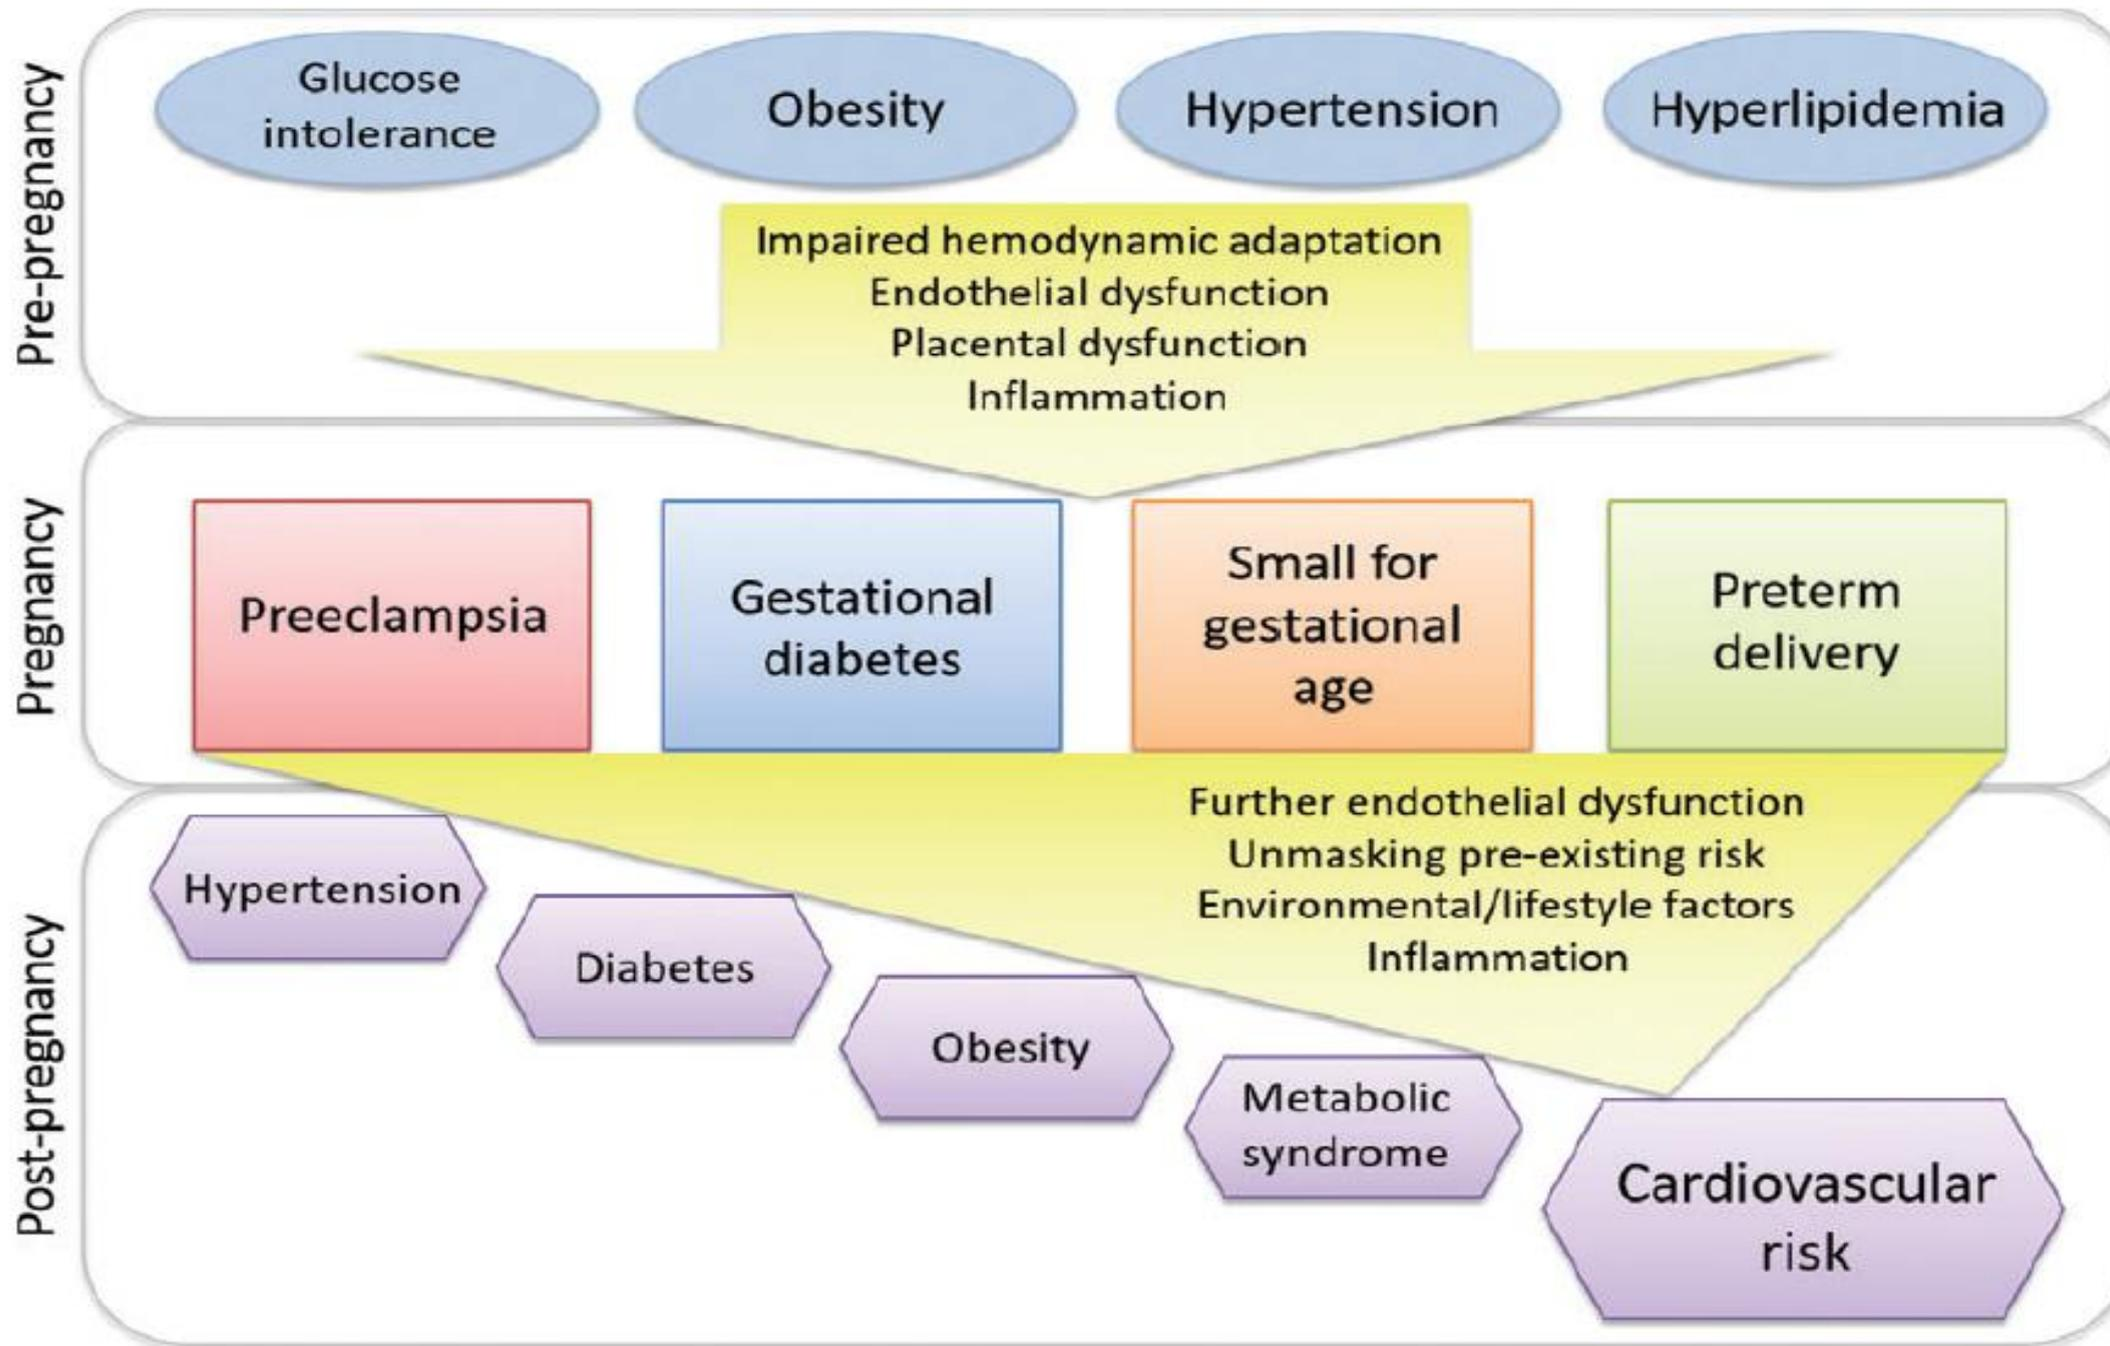 Pre-pregnancy
Glucose
intolerance
Obesity
Hypertension
Hyperlipidemia
Impaired hemodynamic adaptation
Endothelial dysfunction
Placental dysfunction
Inflammation
Pregnancy
Preeclampsia
Gestational
diabetes
Small for
gestational
age
Preterm
delivery
Post-pregnancy
Further endothelial dysfunction
Unmasking pre-existing risk
Environmental/lifestyle factors
Inflammation
Hypertension
Diabetes
Obesity
Metabolic
syndrome
Cardiovascular
risk